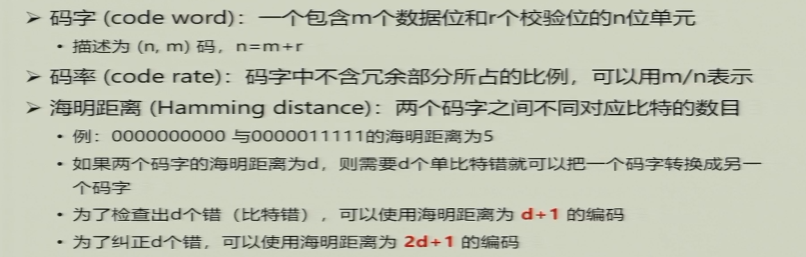 ➢ 码字 (code word)：一个包含m个数据位和r个校验位的n位单元
• 描述为 (n, m) 码，n=m+r
➢ 码率 (code rate)：码字中不含冗余部分所占的比例，可以用m/n表示
➢ 海明距离 (Hamming distance)：两个码字之间不同对应比特的数目
• 例：0000000000 与0000011111的海明距离为5
• 如果两个码字的海明距离为d，则需要d个单比特错就可以把一个码字转换成另一
个码字
• 为了检查出d个错（比特错），可以使用海明距离为 d+1 的编码
• 为了纠正d个错，可以使用海明距离为 2d+1 的编码